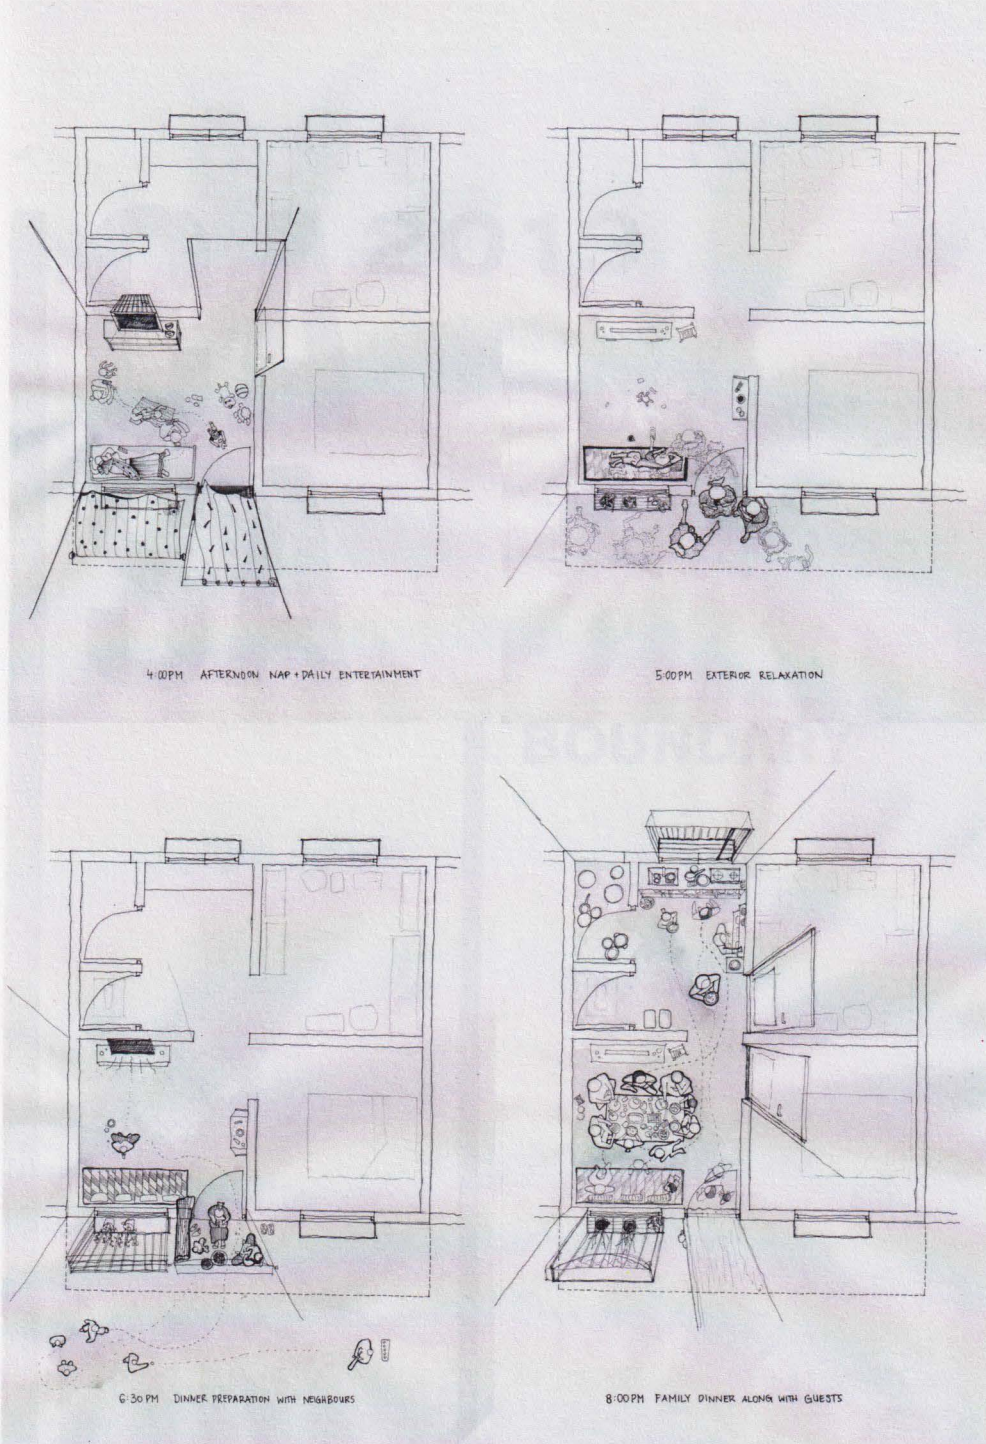 4:00PM AFTERNOON NAP + DAILY ENTERTAINMENT
5:00PM EXTERIOR RELAXATION
6:30PM DINNER PREPARATION WITH NEIGHBOURS
8:00PM FAMILY DINNER ALONG WITH GUESTS